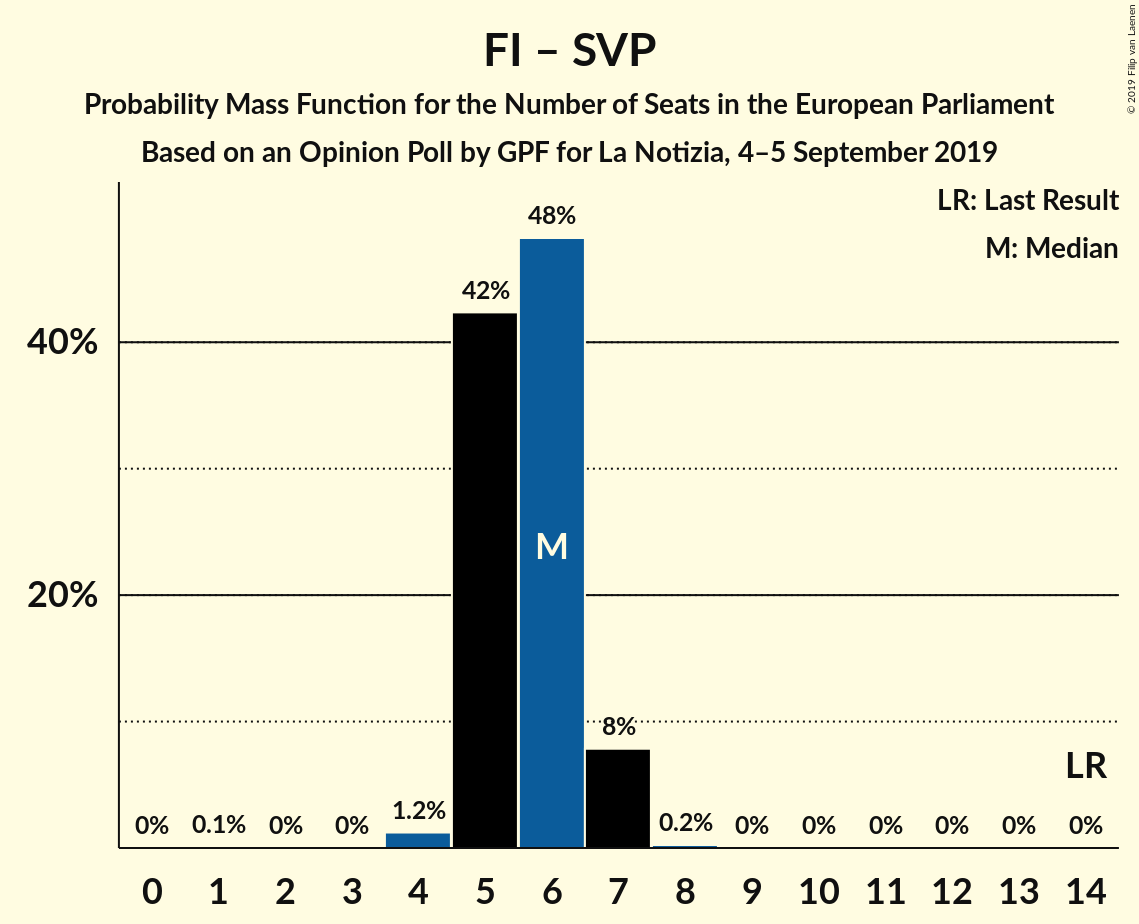 FI – SVP
Probability Mass Function for the Number of Seats in the European Parliament
Based on an Opinion Poll by GPF for La Notizia, 4–5 September 2019
© 2019 Filip van Laenen
LR: Last Result
M: Median
48%
42%
40%
M
20%
8%
LR
0% 0.1% 0% 0% 1.2% 0.2% 0% 0% 0% 0% 0% 0%
0 1 2 3 4 5 6 7 8 9 10 11 12 13 14